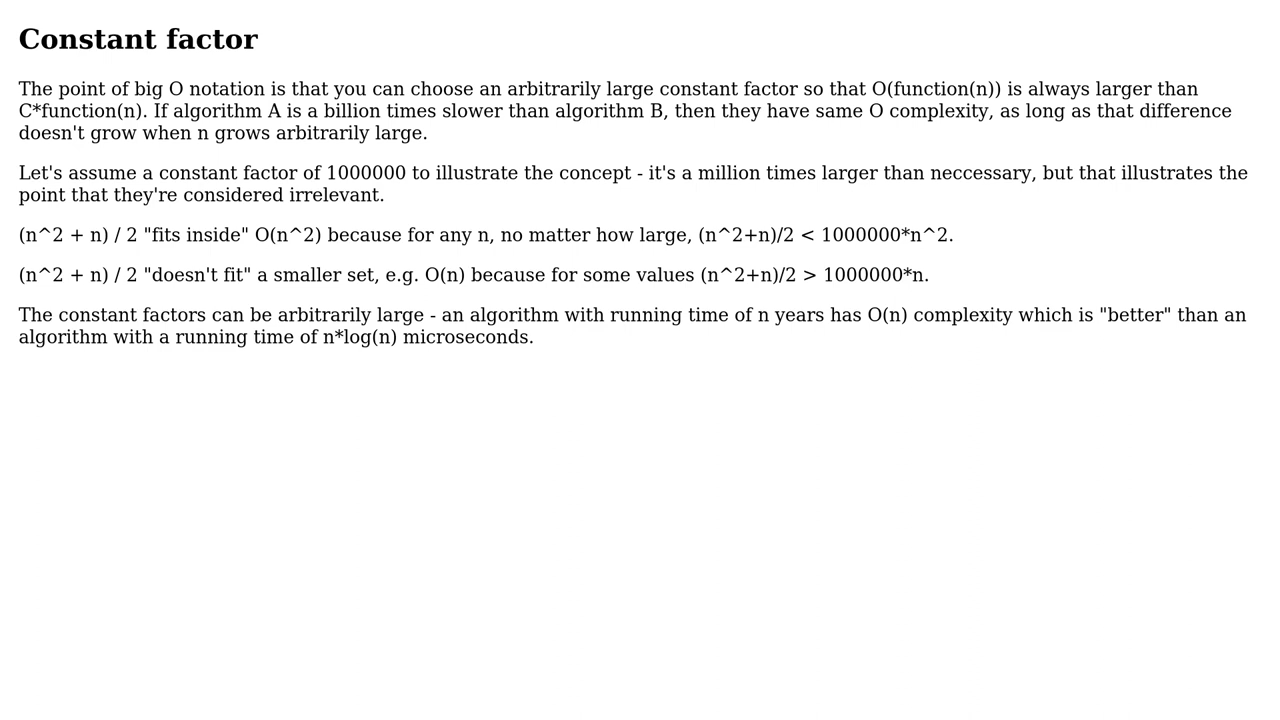 Constant factor
The point of big O notation is that you can choose an arbitrarily large constant factor so that O(function(n)) is always larger than
C*function(n). If algorithm A is a billion times slower than algorithm B, then they have same O complexity, as long as that difference
doesn't grow when n grows arbitrarily large.
Let's assume a constant factor of 1000000 to illustrate the concept - it's a million times larger than neccessary, but that illustrates the
point that they're considered irrelevant.
(n^2 + n) / 2 "fits inside" O(n^2) because for any n, no matter how large, (n^2+n)/2 < 1000000*n^2.
(n^2 + n) / 2 "doesn't fit" a smaller set, e.g. O(n) because for some values (n^2+n)/2 > 1000000*n.
The constant factors can be arbitrarily large - an algorithm with running time of n years has O(n) complexity which is "better" than an
algorithm with a running time of n*log(n) microseconds.